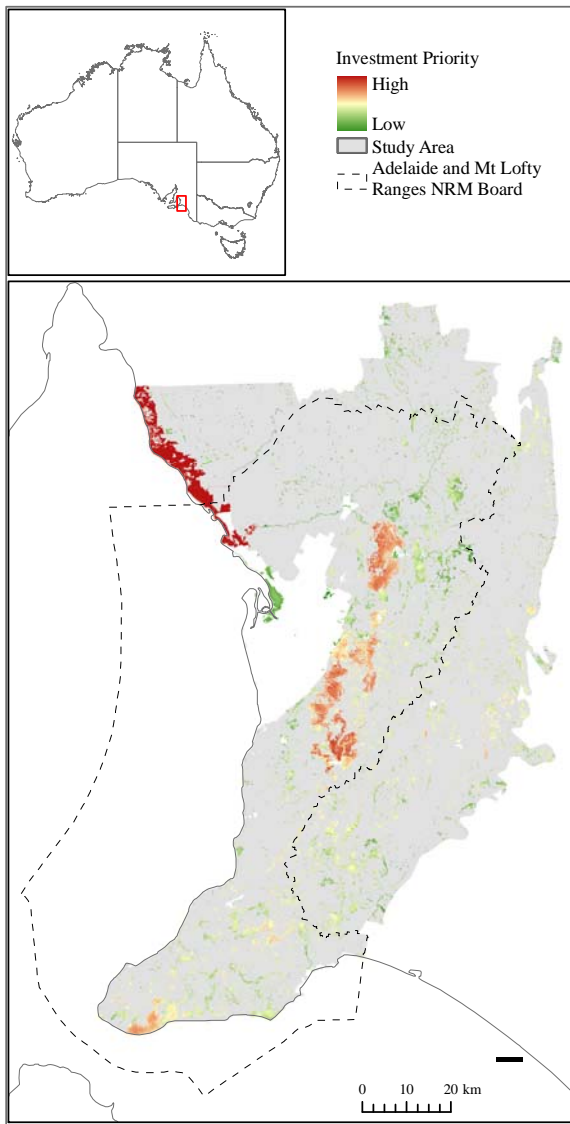 Investment Priority
High
Low
Study Area
Adelaide and Mt Lofty
Ranges NRM Board
0 10 20 km